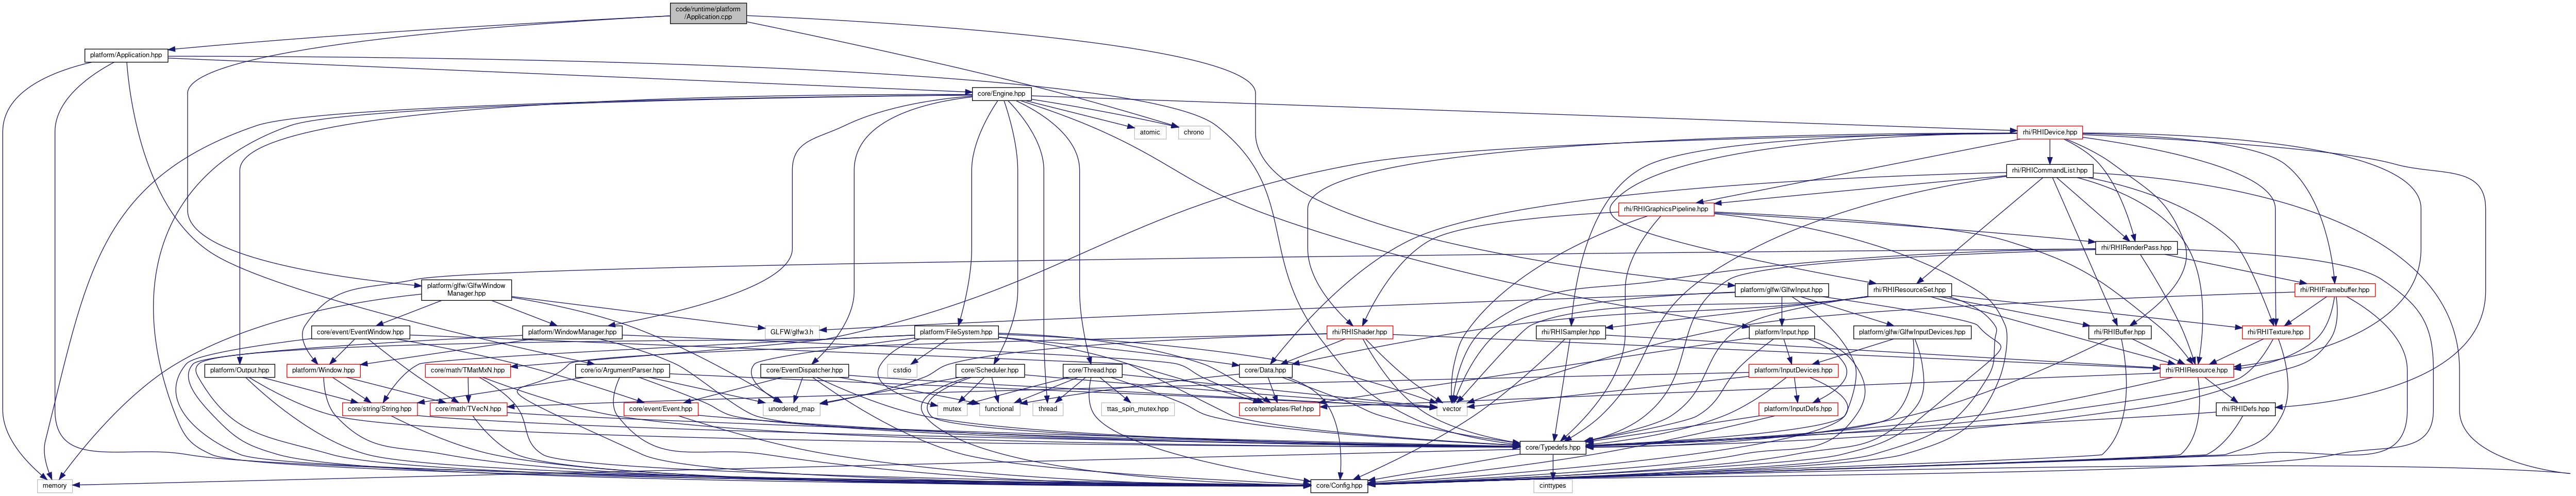 code/runtime/platform
/Application.cpp
platform/Application.hpp
core/Engine.hpp
atomic
chrono
rhi/RHIDevice.hpp
rhi/RHICommandList.hpp
rhi/RHIGraphicsPipeline.hpp
rhi/RHIRenderPass.hpp
platform/glfw/GlfwWindow
Manager.hpp
platform/glfw/GlfwInput.hpp
rhi/RHIResourceSet.hpp
rhi/RHIFramebuffer.hpp
core/event/EventWindow.hpp
platform/WindowManager.hpp
GLFW/glfw3.h
platform/FileSystem.hpp
rhi/RHIShader.hpp
rhi/RHISampler.hpp
platform/Input.hpp
platform/glfw/GlfwInputDevices.hpp
rhi/RHIBuffer.hpp
rhi/RHITexture.hpp
platform/Output.hpp
platform/Window.hpp
core/math/TMatMxN.hpp
core/io/ArgumentParser.hpp
core/EventDispatcher.hpp
cstdio
core/Scheduler.hpp
core/Thread.hpp
core/Data.hpp
platform/InputDevices.hpp
rhi/RHIResource.hpp
core/string/String.hpp
core/math/TVecN.hpp
core/event/Event.hpp
unordered_map
mutex
functional
thread
ttas_spin_mutex.hpp
core/templates/Ref.hpp
vector
platform/InputDefs.hpp
rhi/RHIDefs.hpp
core/Typedefs.hpp
memory
core/Config.hpp
cinttypes